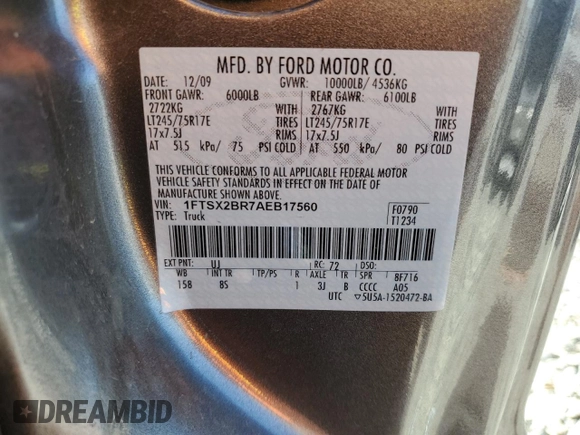 MFD. BY FORD MOTOR CO.
DATE: 12/09 GVWR: 10000LB/ 4536KG
FRONT GAWR: 6000LB REAR GAWR: 6100LB
2722KG WITH 2767KG WITH
LT245/75R17E TIRES LT245/75R17E TIRES
17x7.5J RIMS 17x7.5J RIMS
AT 515 kPa/ 75 PSI COLD AT 550 kPa/ 80 PSI COLD
THIS VEHICLE CONFORMS TO ALL APPLICABLE FEDERAL MOTOR
VEHICLE SAFETY STANDARDS IN EFFECT ON THE DATE OF
MANUFACTURE SHOWN ABOVE.
VIN: 1FTSX2BR7AEB17560 F0790
TYPE: Truck T1234
EXT PNT: UJ RC: 72 DSO:
WB INT TR TP/PS R AXLE TR SPR BF716
158 BS 1 3J B CCCC A05
UTC ▽5U5A-1520472-BA
DREAMBID